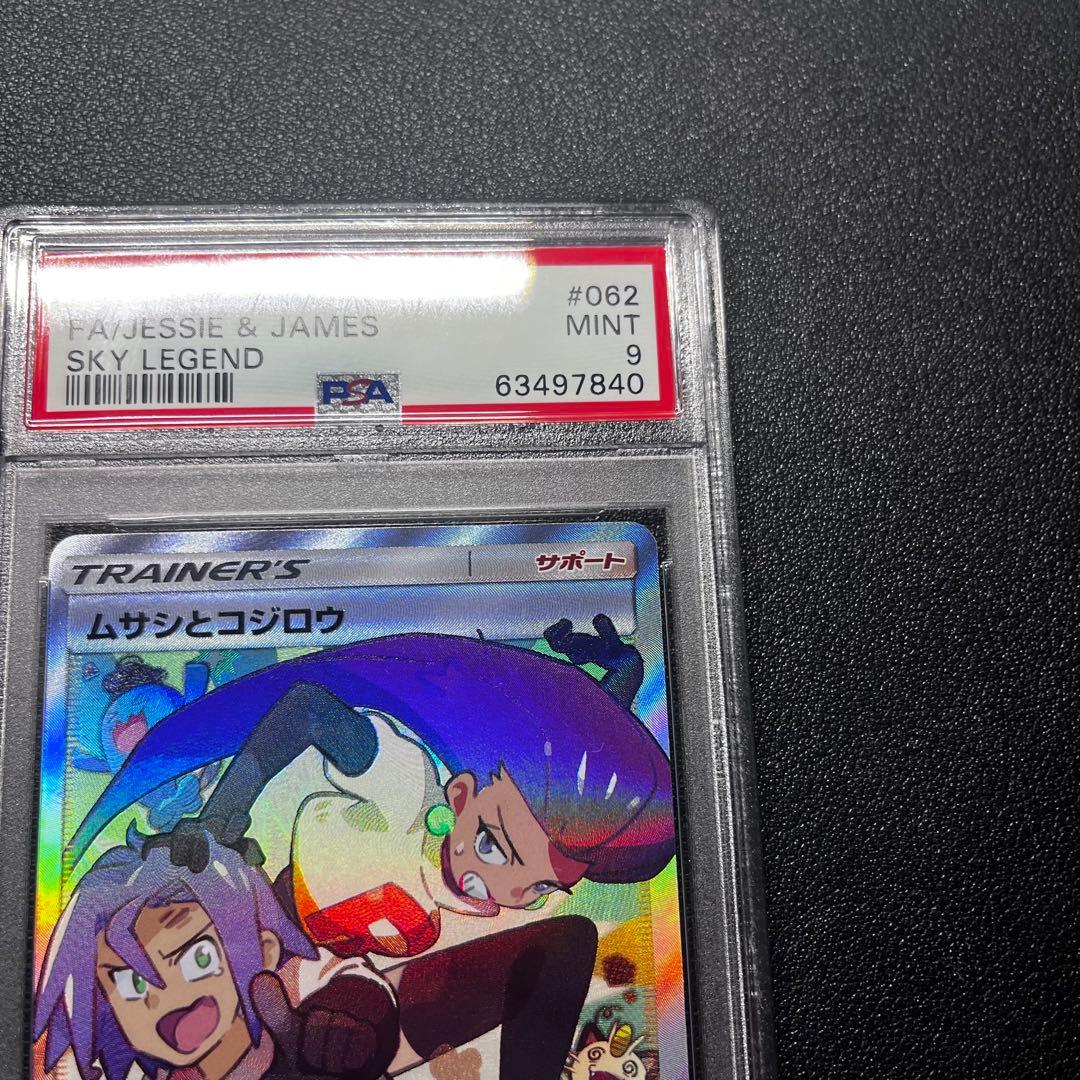 #062
FA/JESSIE & JAMES
MINT
SKY LEGEND
9
PSA
63497840
TRAINER'S
サポート
ムサシとコジロウ